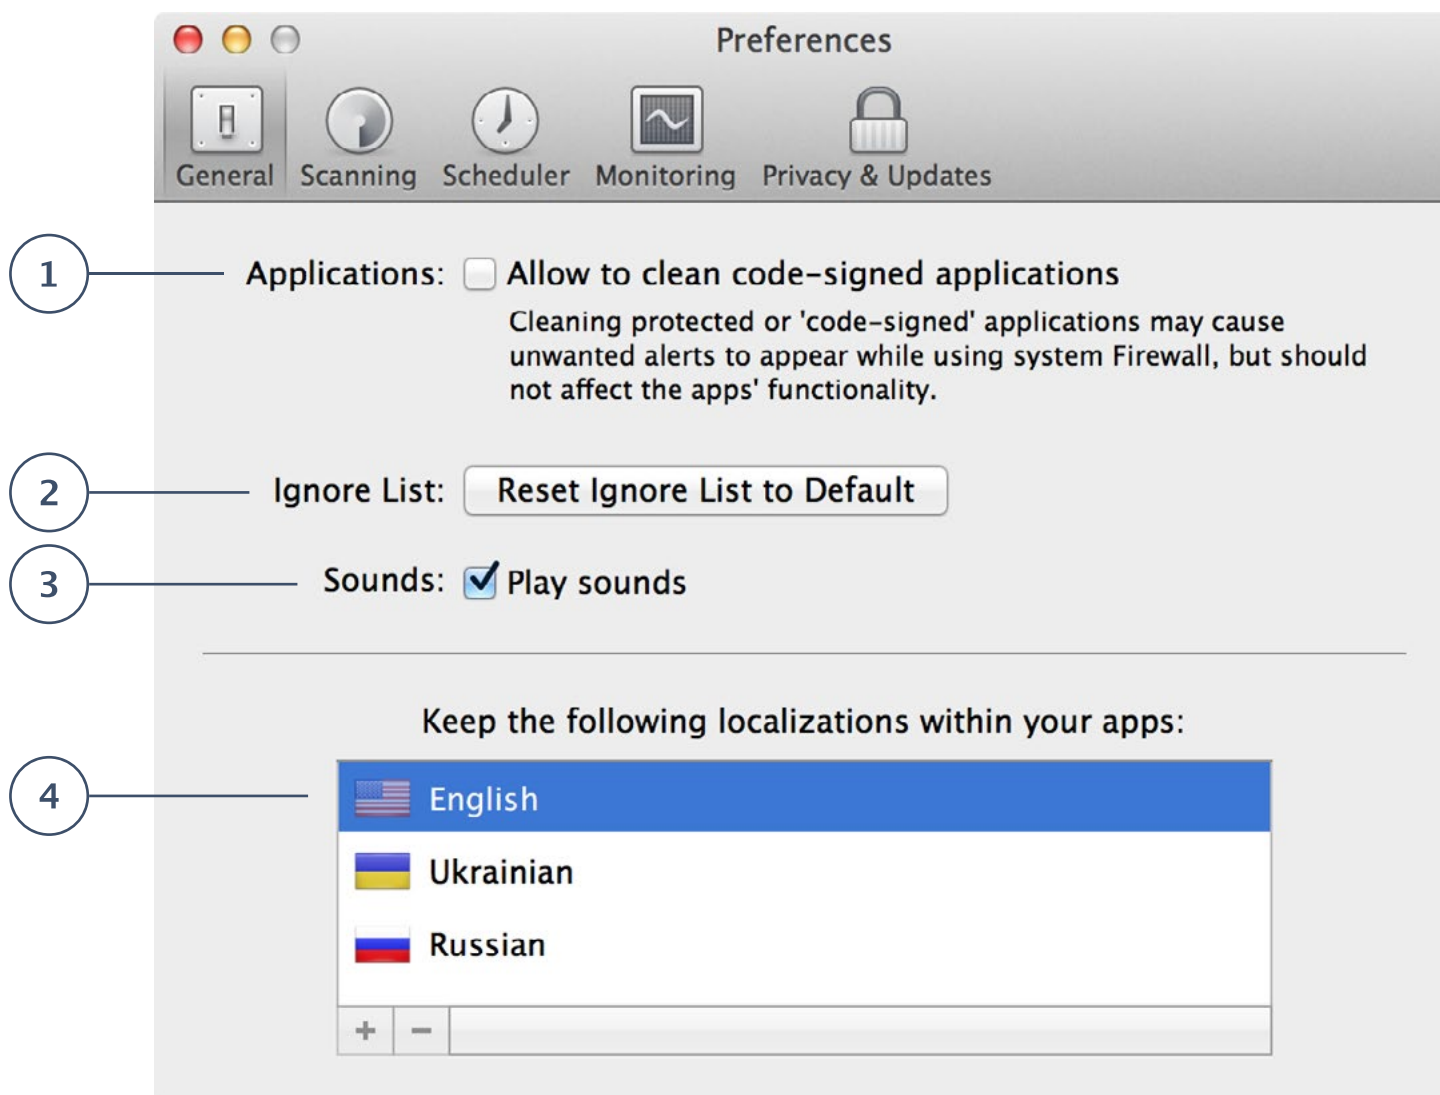 Preferences
General Scanning Scheduler Monitoring Privacy & Updates
1 Applications: Allow to clean code-signed applications
Cleaning protected or 'code-signed' applications may cause
unwanted alerts to appear while using system Firewall, but should
not affect the apps' functionality.
2 Ignore List: Reset Ignore List to Default
3 Sounds: Play sounds
Keep the following localizations within your apps:
4 English
Ukrainian
Russian